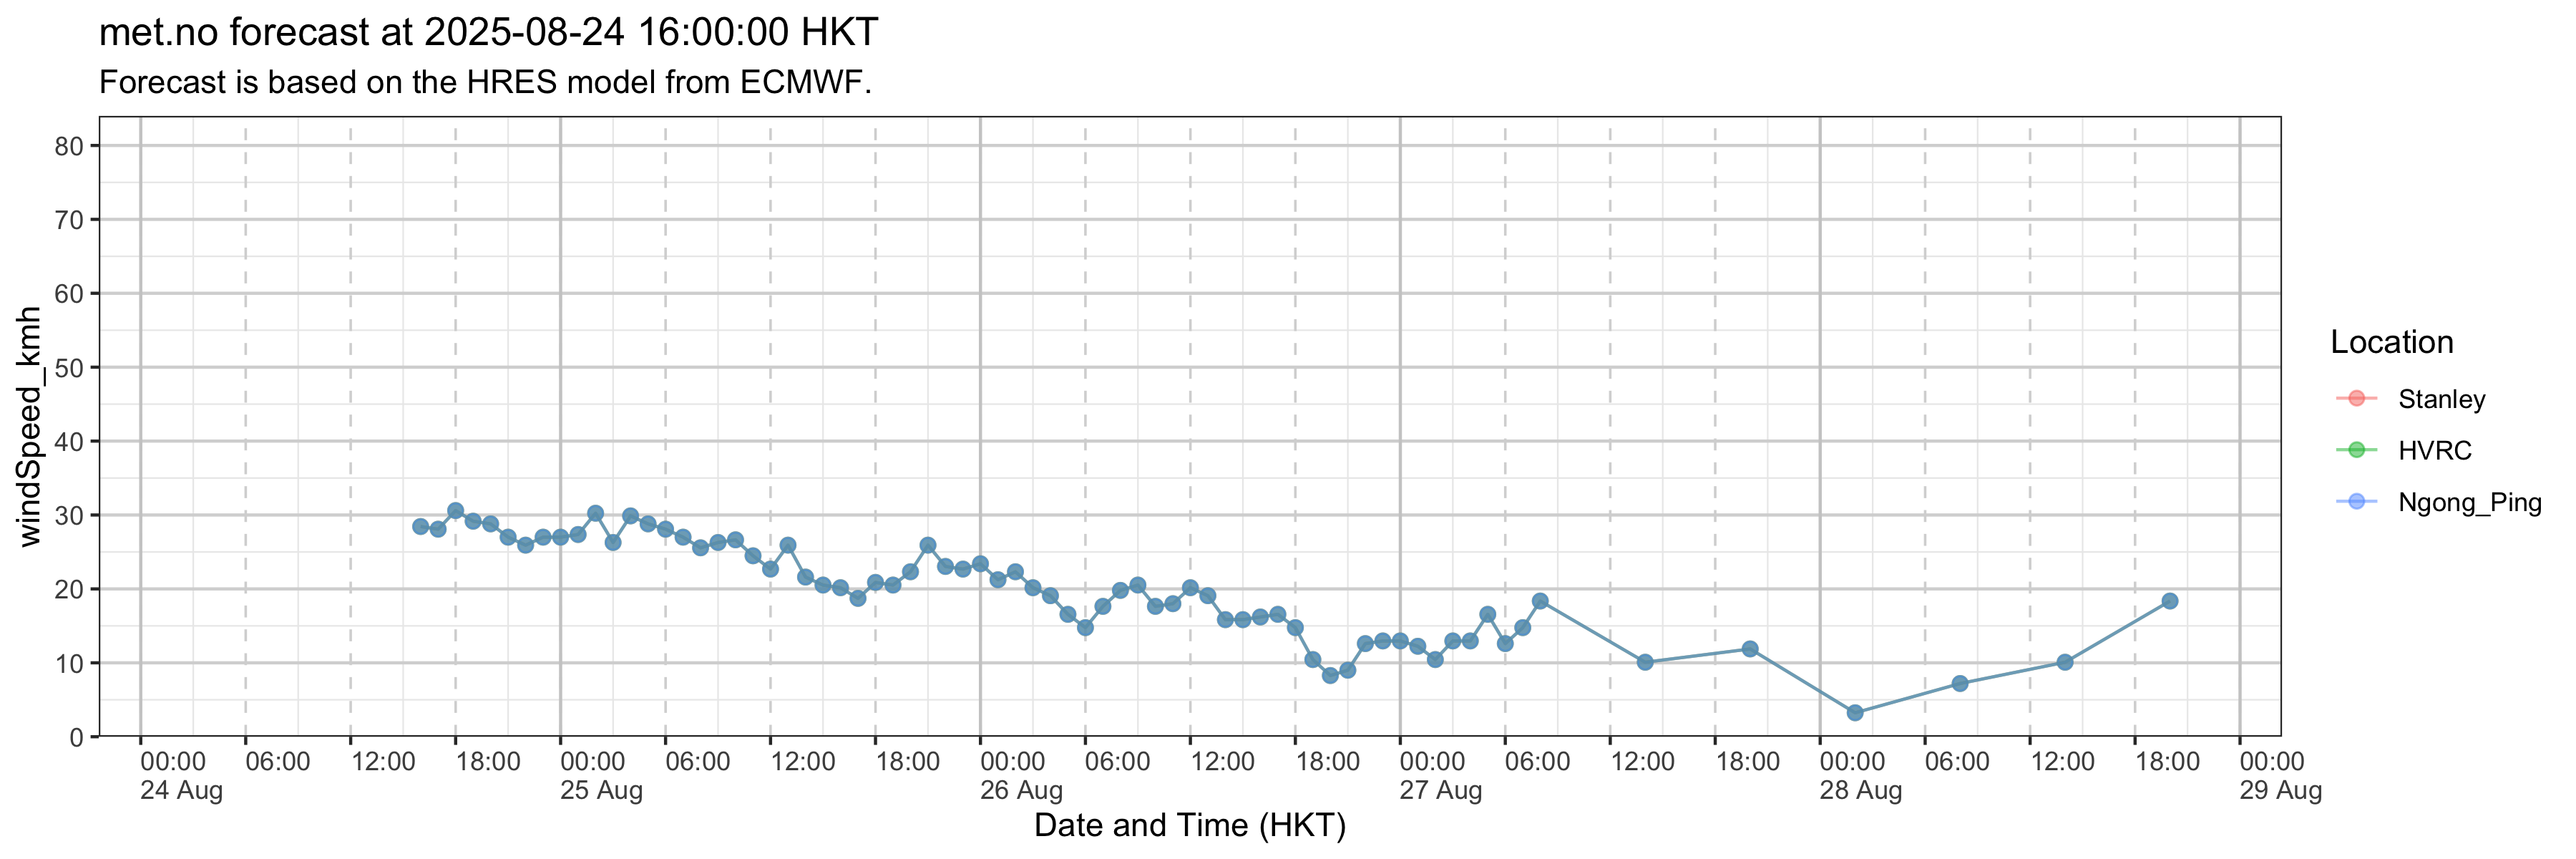 met.no forecast at 2025-08-24 16:00:00 HKT
Forecast is based on the HRES model from ECMWF.
windSpeed_kmh
80
70
60
50
40
30
20
10
0
00:00 06:00 12:00 18:00 00:00 06:00 12:00 18:00 00:00 06:00 12:00 18:00 00:00 06:00 12:00 18:00 00:00 06:00 12:00 18:00 00:00
24 Aug 25 Aug 26 Aug 27 Aug 28 Aug 29 Aug
Date and Time (HKT)
Location
Stanley
HVRC
Ngong_Ping